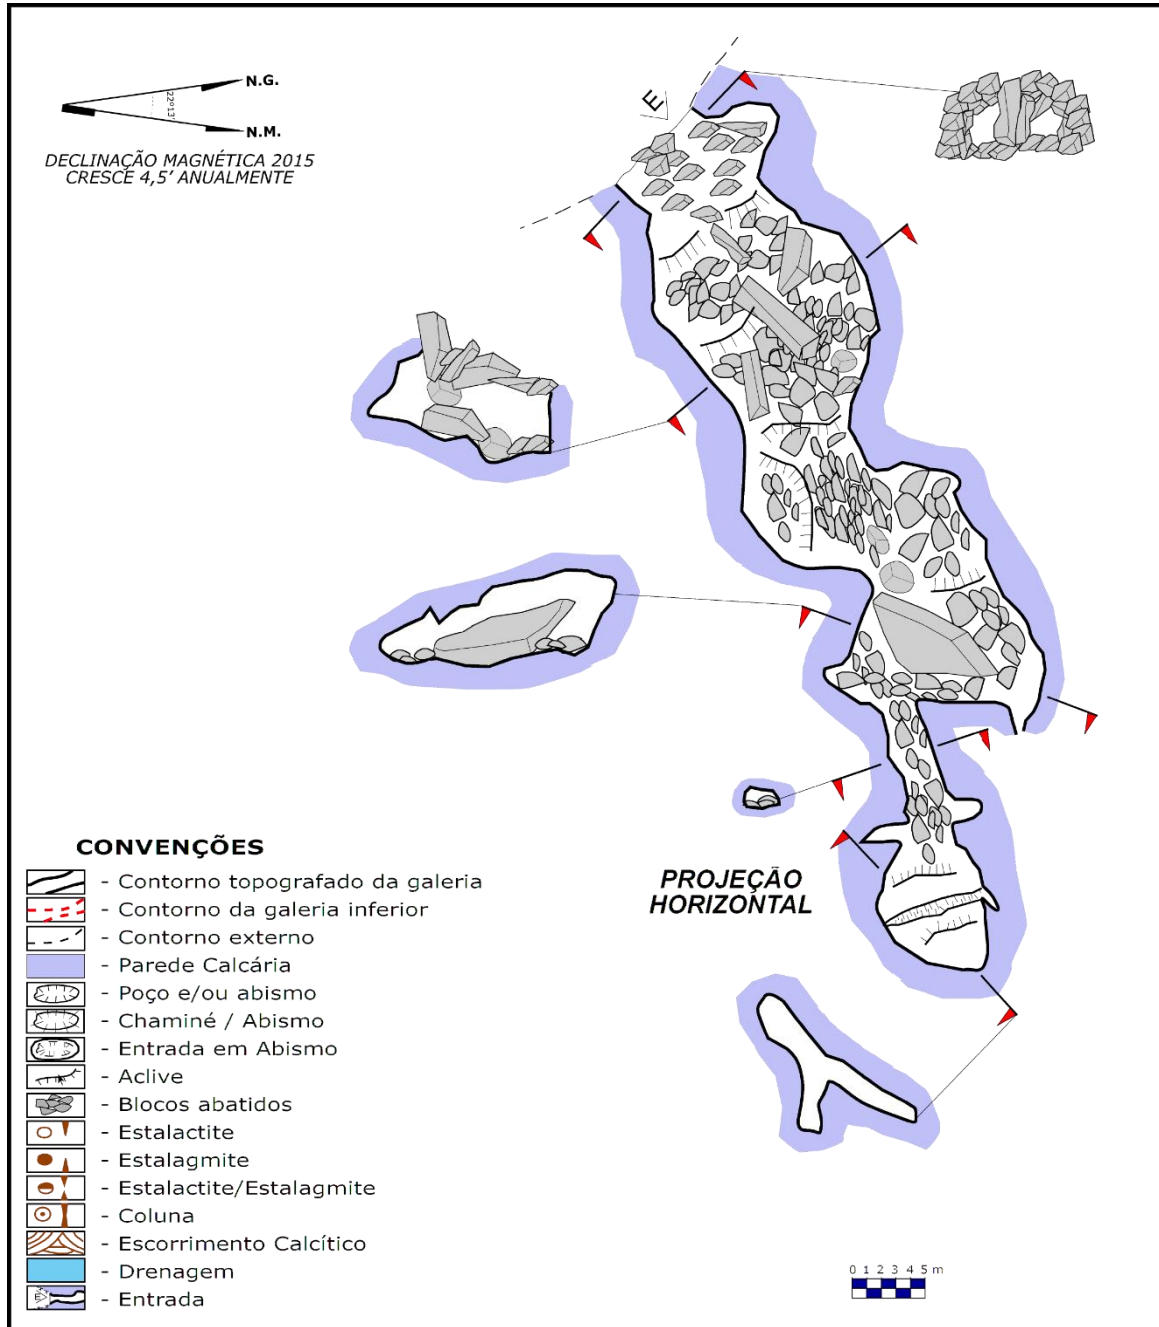 N.G.
22°13'
N.M.
DECLINAÇÃO MAGNÉTICA 2015
CRESCE 4,5' ANUALMENTE
E
CONVENÇÕES
- Contorno topografado da galeria
- Contorno da galeria inferior
- Contorno externo
- Parede Calcária
- Poço e/ou abismo
- Chaminé / Abismo
- Entrada em Abismo
- Aclive
- Blocos abatidos
- Estalactite
- Estalagmite
- Estalactite/Estalagmite
- Coluna
- Escorrimento Calcítico
- Drenagem
E
- Entrada
PROJEÇÃO
HORIZONTAL
0 1 2 3 4 5 m